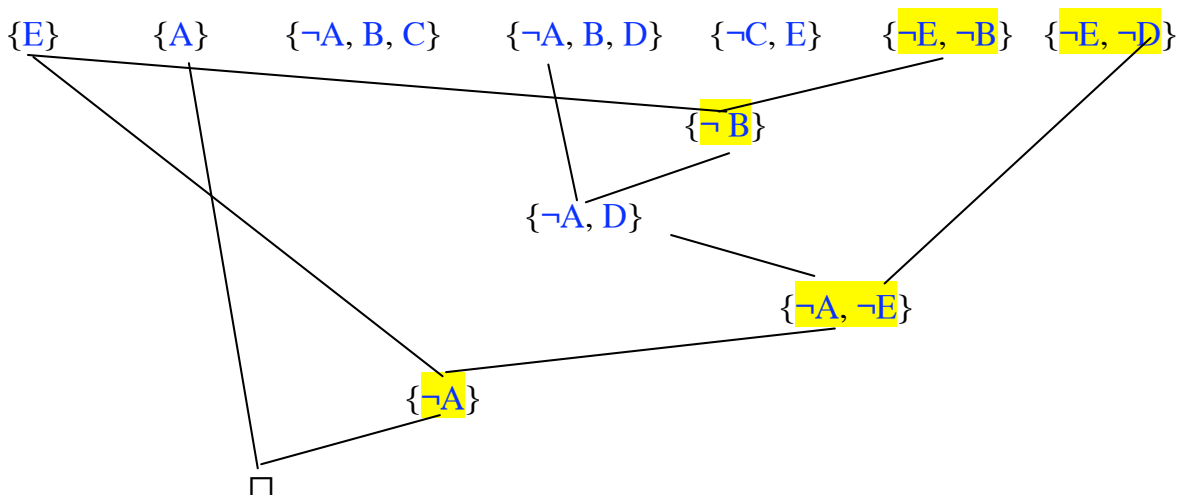 {E} {A} {¬A, B, C} {¬A, B, D} {¬C, E} {¬E, ¬B} {¬E, ¬D}
{¬ B}
{¬A, D}
{¬A, ¬E}
{¬A}
□